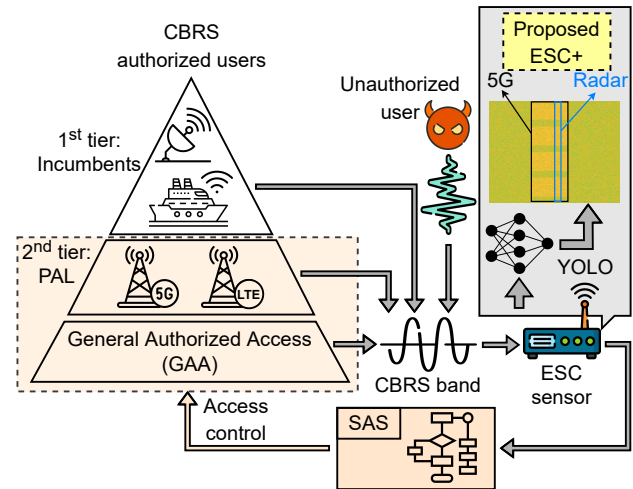 CBRS
authorized users
Proposed
ESC+
5G
Radar
Unauthorized
user
1st tier:
Incumbents
2nd tier:
PAL
5G
LTE
YOLO
General Authorized Access
(GAA)
CBRS band
ESC
sensor
Access
control
SAS